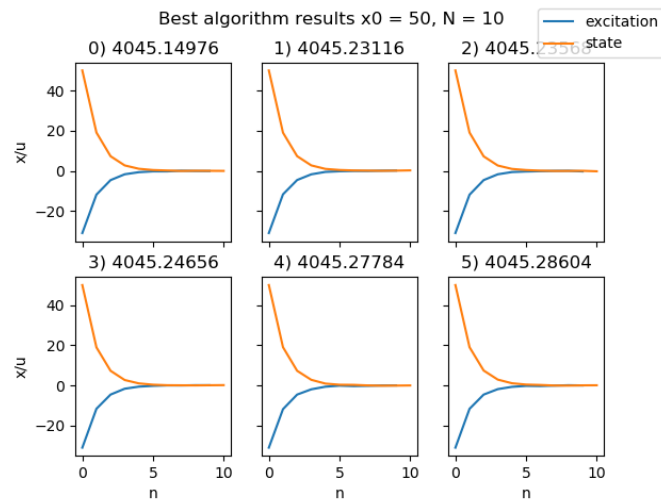 Best algorithm results x0 = 50, N = 10
excitation
state
0) 4045.14976
1) 4045.23116
2) 4045.23568
40
20
0
−20
x/u
3) 4045.24656
4) 4045.27784
5) 4045.28604
40
20
0
−20
x/u
0
5
10
0
5
10
0
5
10
n
n
n